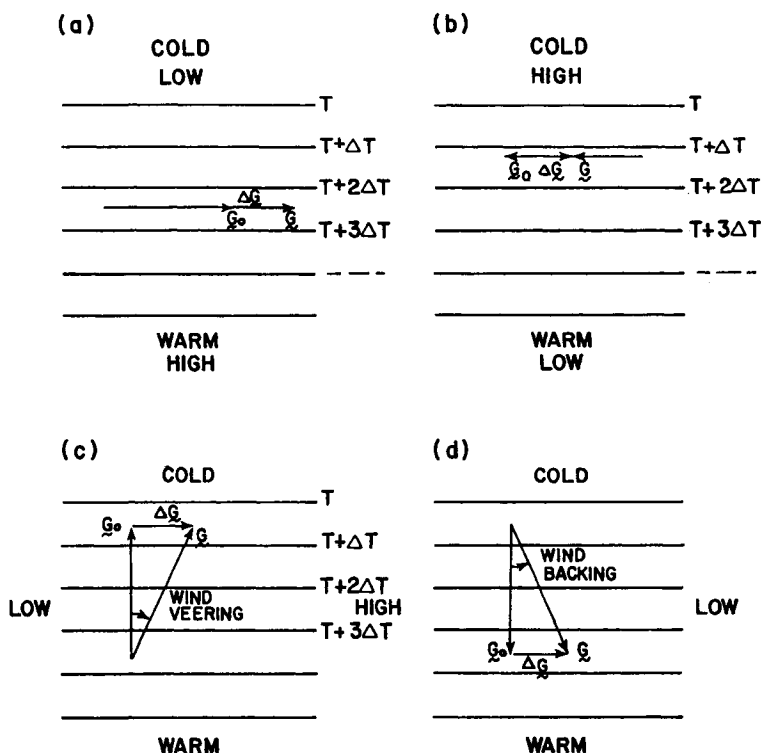 (a)
COLD
LOW
T
T+ΔT
T+2ΔT
ΔG
G₀ G
T+3ΔT
WARM
HIGH
(b)
COLD
HIGH
T
T+ΔT
G₀ ΔG G
T+2ΔT
T+3ΔT
WARM
LOW
(c)
COLD
T
ΔG
G₀ G
T+ΔT
T+2ΔT
LOW
WIND
VEERING
HIGH
T+3ΔT
WARM
(d)
COLD
WIND
BACKING
LOW
G₀ G
ΔG
WARM